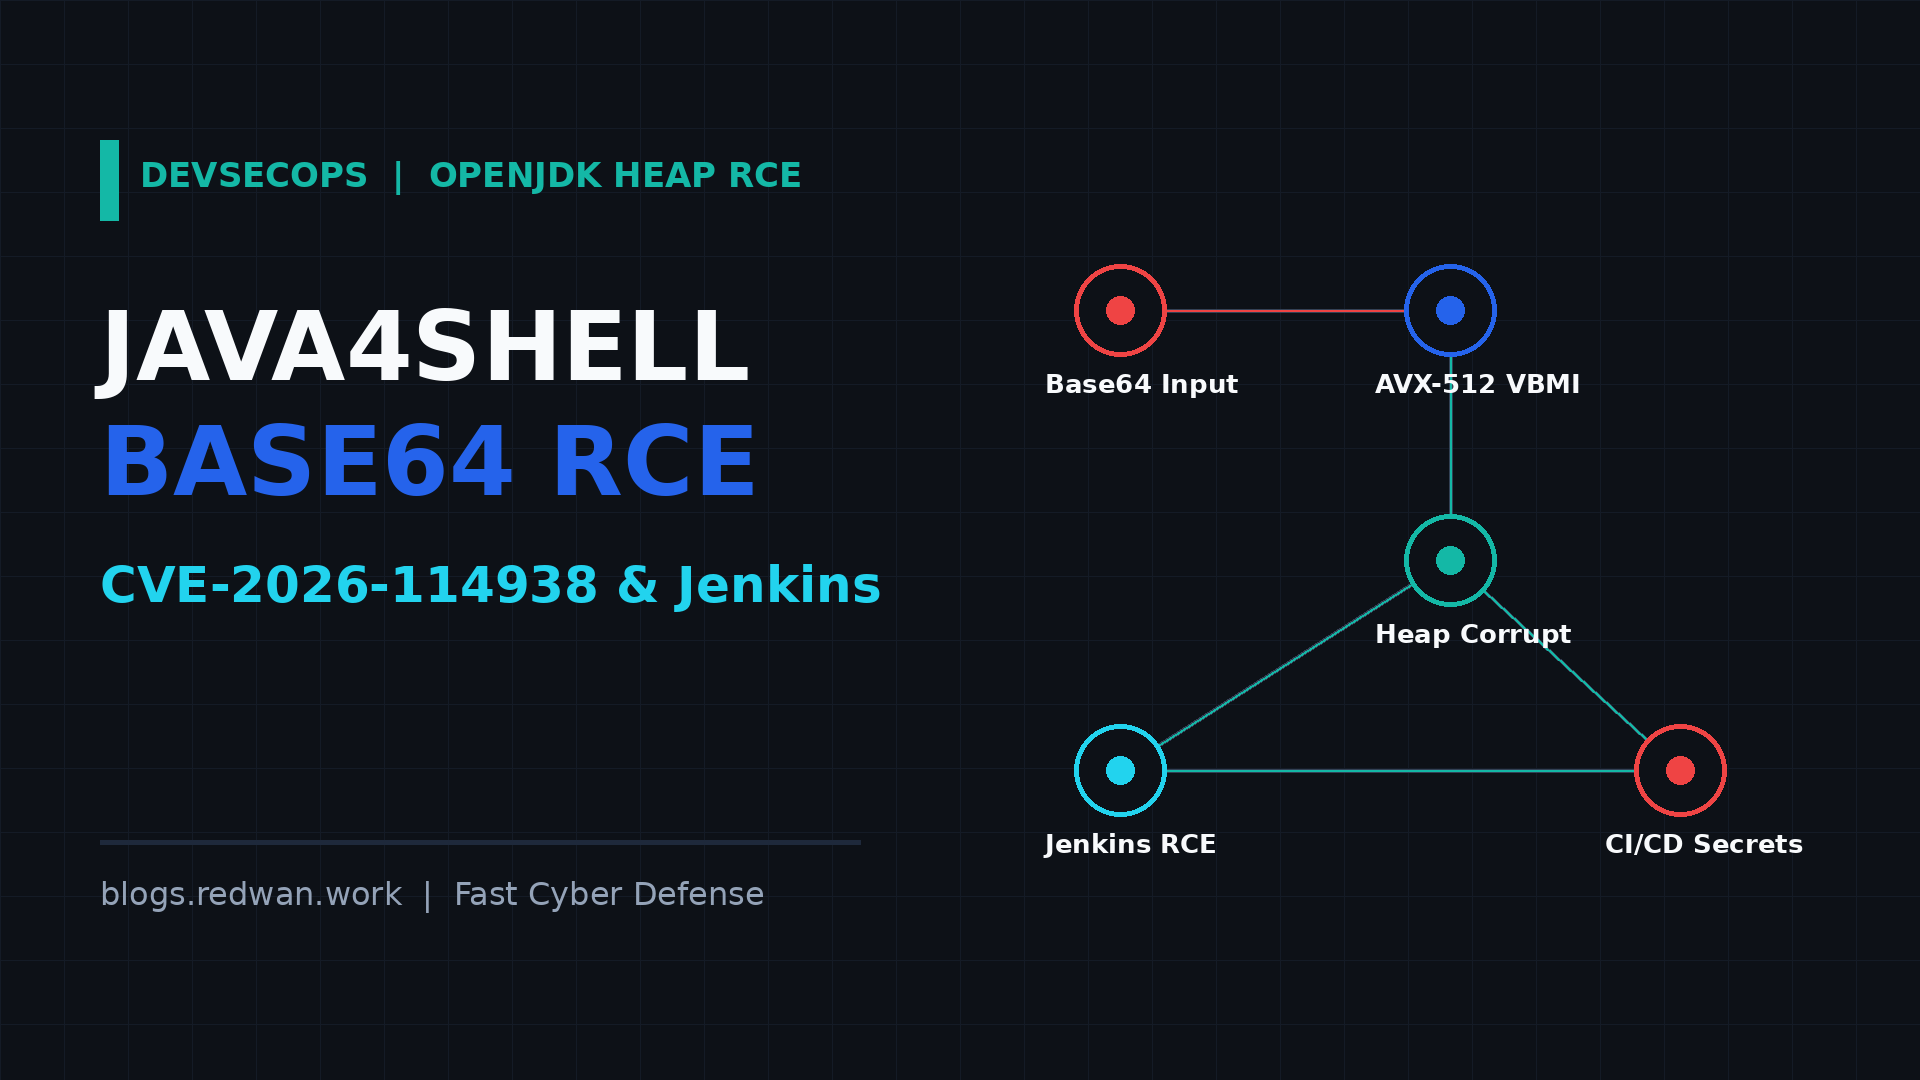 DEVSECOPS | OPENJDK HEAP RCE
JAVA4SHELL
BASE64 RCE
CVE-2026-114938 & Jenkins
blogs.redwan.work | Fast Cyber Defense
Base64 Input
AVX-512 VBMI
Heap Corrupt
Jenkins RCE
CI/CD Secrets